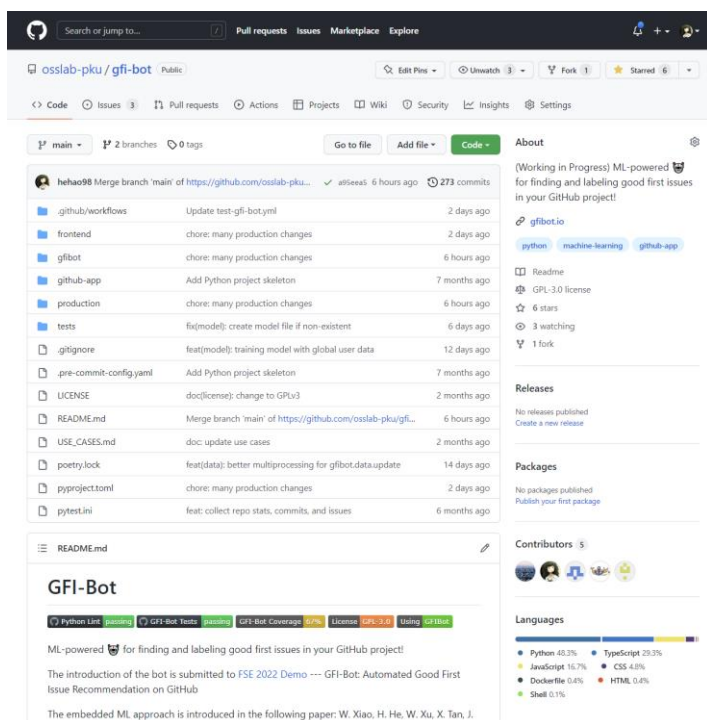 Search or jump to...
/
Pull requests Issues Marketplace Explore
osslab-pku / gfi-bot Public
Edit Pins Unwatch 3 Fork 1 Starred 6
Code Issues 3 Pull requests Actions Projects Wiki Security Insights Settings
main 2 branches 0 tags Go to file Add file Code
hehao98 Merge branch 'main' of https://github.com/osslab-pku... a95eea5 6 hours ago 273 commits
.github/workflows Update test-gfi-bot.yml 2 days ago
frontend chore: many production changes 2 days ago
gfibot chore: many production changes 6 hours ago
github-app Add Python project skeleton 7 months ago
production chore: many production changes 6 hours ago
tests fix(model): create model file if non-existent 6 days ago
.gitignore feat(model): training model with global user data 12 days ago
.pre-commit-config.yaml Add Python project skeleton 7 months ago
LICENSE doc(license): change to GPLv3 2 months ago
README.md Merge branch 'main' of https://github.com/osslab-pku/gfi... 6 hours ago
USE_CASES.md doc: update use cases 2 months ago
poetry.lock feat(data): better multiprocessing for gfibot.data.update 14 days ago
pyproject.toml chore: many production changes 2 days ago
pytest.ini feat: collect repo stats, commits, and issues 6 months ago
README.md
GFI-Bot
Python Lint passing GFI-Bot Tests passing GFI-Bot Coverage 67% License GPL-3.0 Using GFIBot
ML-powered 🤖 for finding and labeling good first issues in your GitHub project!
The introduction of the bot is submitted to FSE 2022 Demo --- GFI-Bot: Automated Good First
Issue Recommendation on GitHub
The embedded ML approach is introduced in the following paper: W. Xiao, H. He, W. Xu, X. Tan, J.
About
(Working in Progress) ML-powered 🤖
for finding and labeling good first issues
in your GitHub project!
gfibot.io
python machine-learning github-app
Readme
GPL-3.0 license
6 stars
3 watching
1 fork
Releases
No releases published
Create a new release
Packages
No packages published
Publish your first package
Contributors 5
Languages
Python 48.3% TypeScript 29.3%
JavaScript 16.7% CSS 4.8%
Dockerfile 0.4% HTML 0.4%
Shell 0.1%